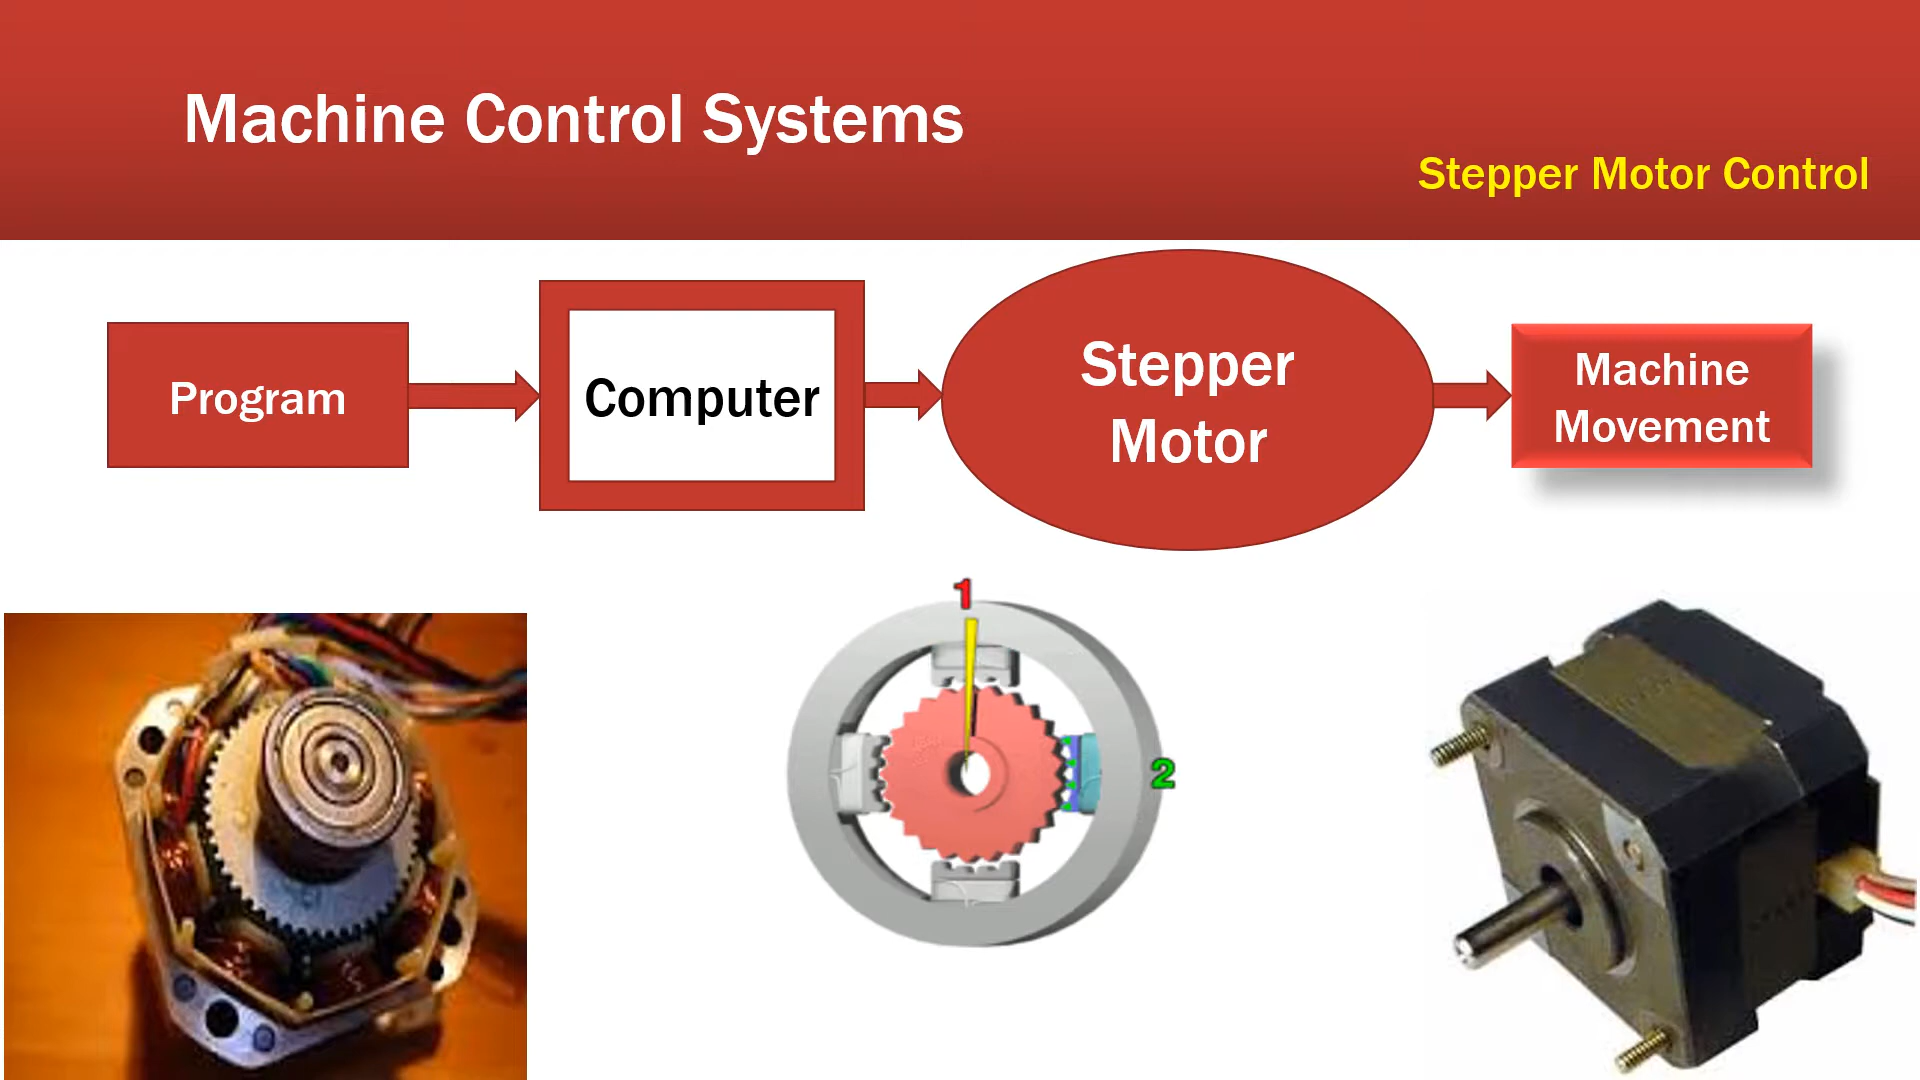 Machine Control Systems
Stepper Motor Control
Program
Computer
Stepper
Motor
Machine
Movement
1
2